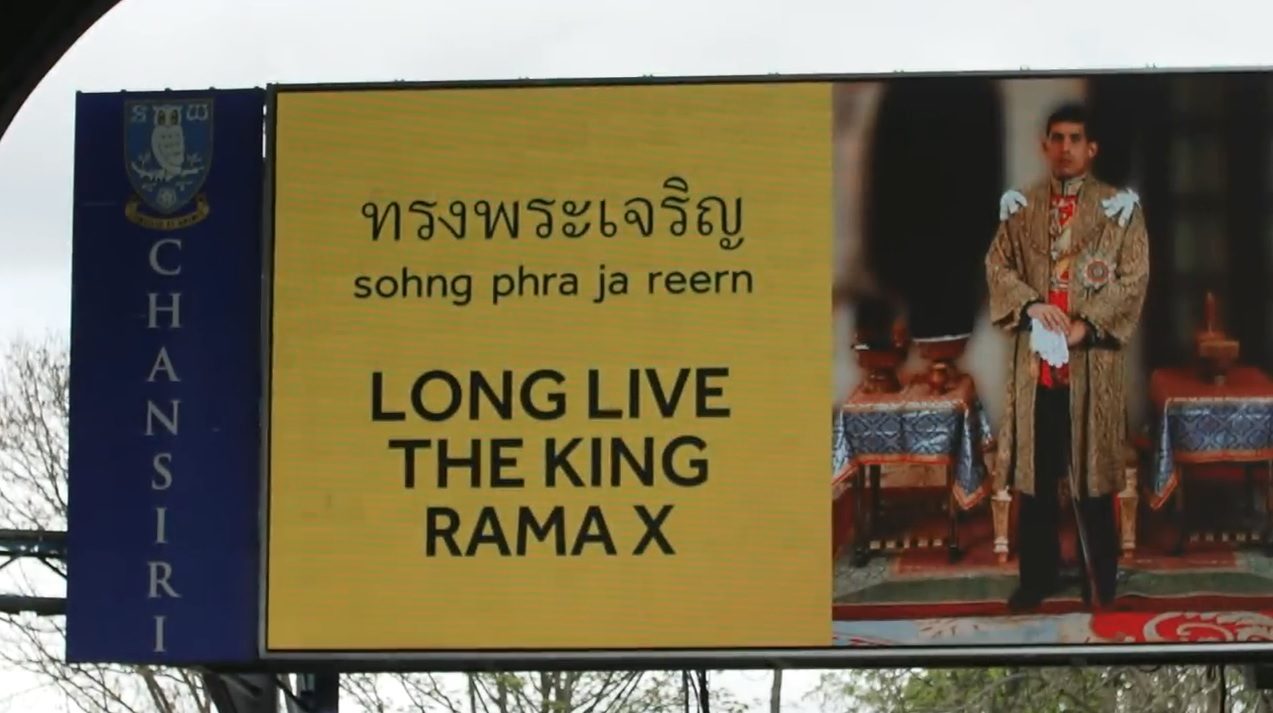 S W
CHANSIRI
ทรงพระเจริญ
sohng phra ja reern
LONG LIVE
THE KING
RAMA X